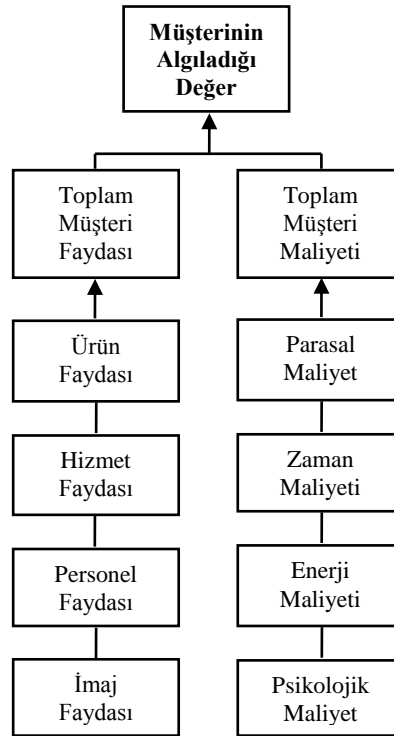 Müşterinin
Algıladığı
Değer
Toplam
Müşteri
Faydası
Toplam
Müşteri
Maliyeti
Ürün
Faydası
Parasal
Maliyet
Hizmet
Faydası
Zaman
Maliyeti
Personel
Faydası
Enerji
Maliyeti
İmaj
Faydası
Psikolojik
Maliyet